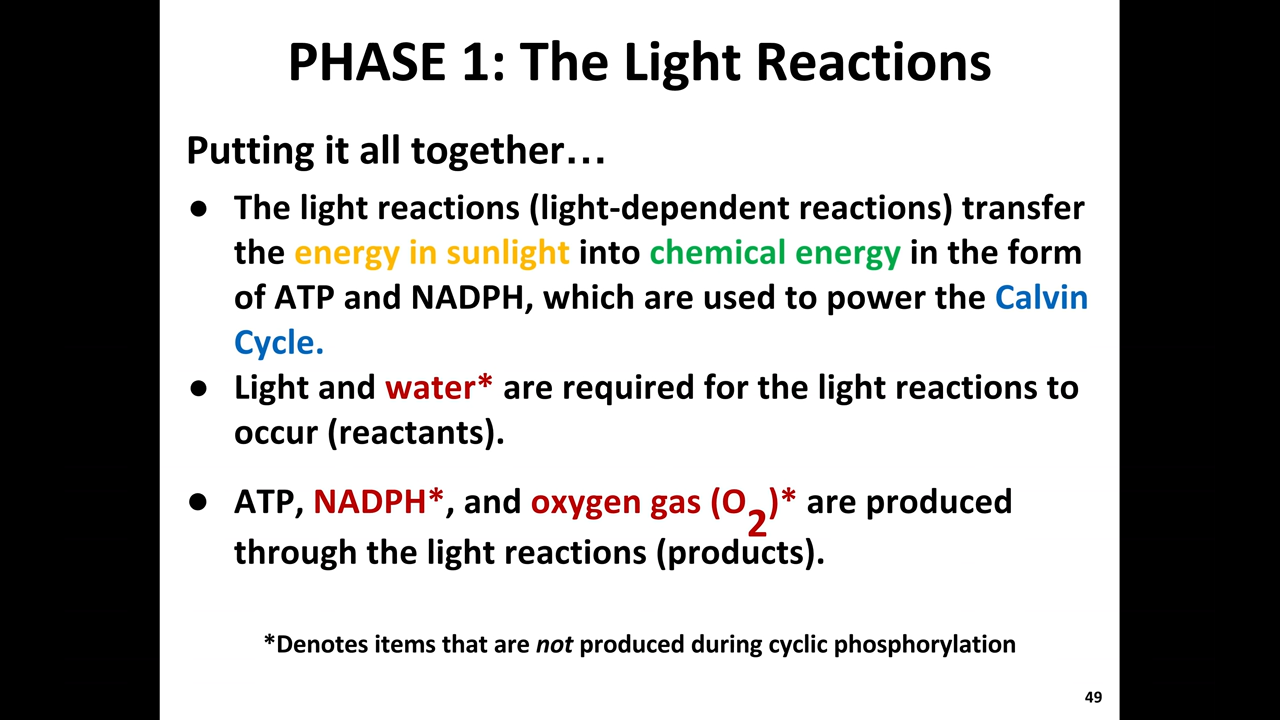 PHASE 1: The Light Reactions
Putting it all together…
● The light reactions (light-dependent reactions) transfer
the energy in sunlight into chemical energy in the form
of ATP and NADPH, which are used to power the Calvin
Cycle.
● Light and water* are required for the light reactions to
occur (reactants).
● ATP, NADPH*, and oxygen gas (O2)* are produced
through the light reactions (products).
*Denotes items that are not produced during cyclic phosphorylation
49